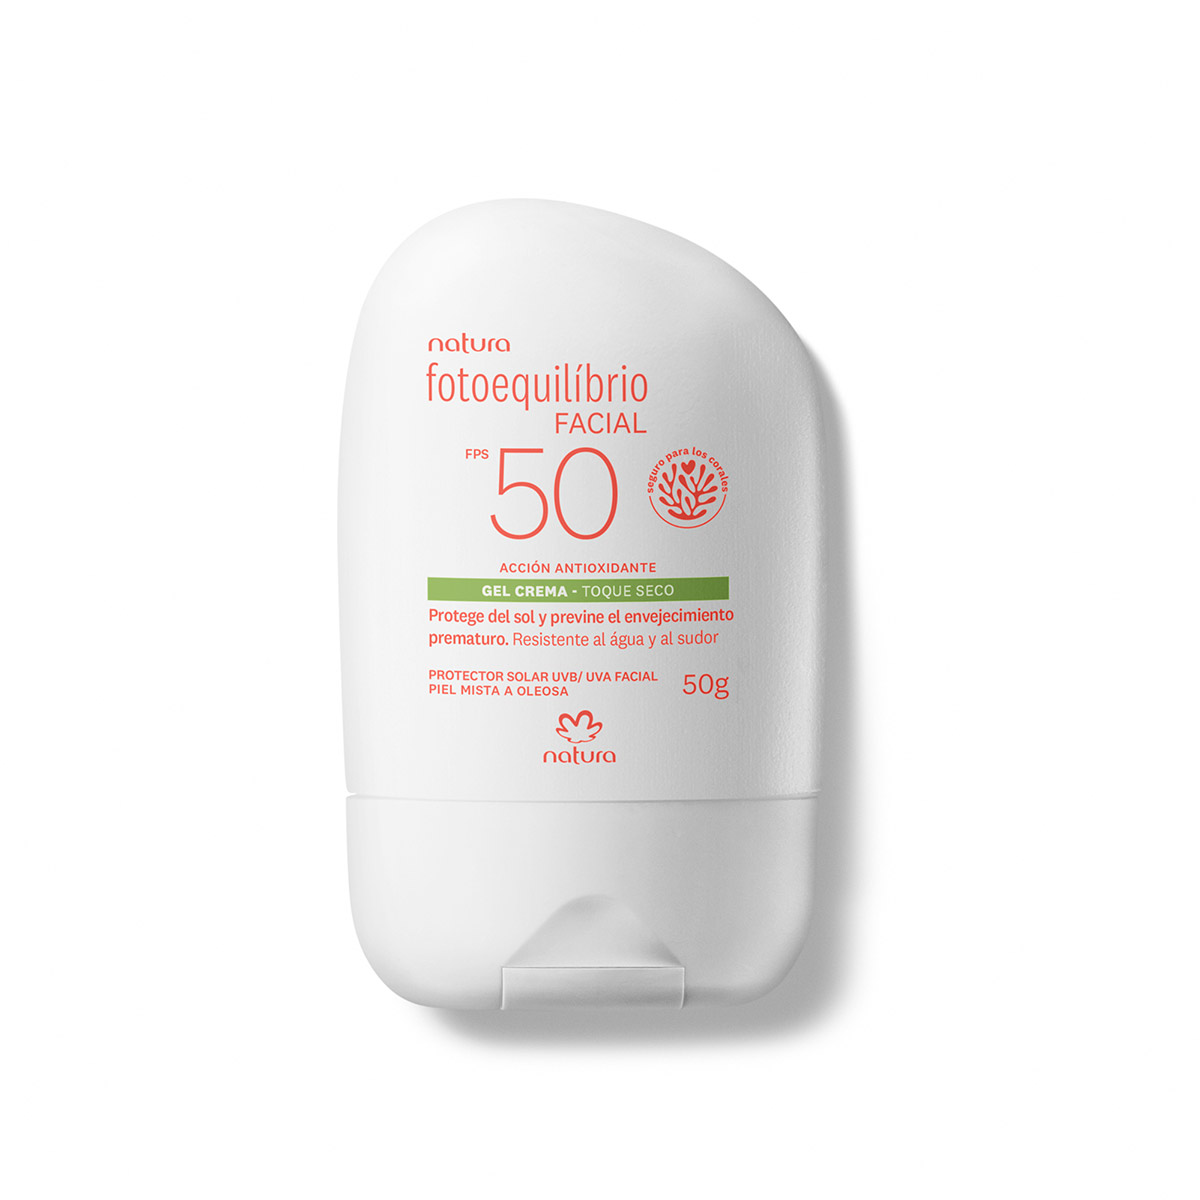 natura
fotoequilíbrio
FACIAL
FPS 50
seguro para los corales
ACCIÓN ANTIOXIDANTE
GEL CREMA - TOQUE SECO
Protege del sol y previne el envejecimiento
prematuro. Resistente al água y al sudor
PROTECTOR SOLAR UVB/ UVA FACIAL
PIEL MISTA A OLEOSA
50g
natura